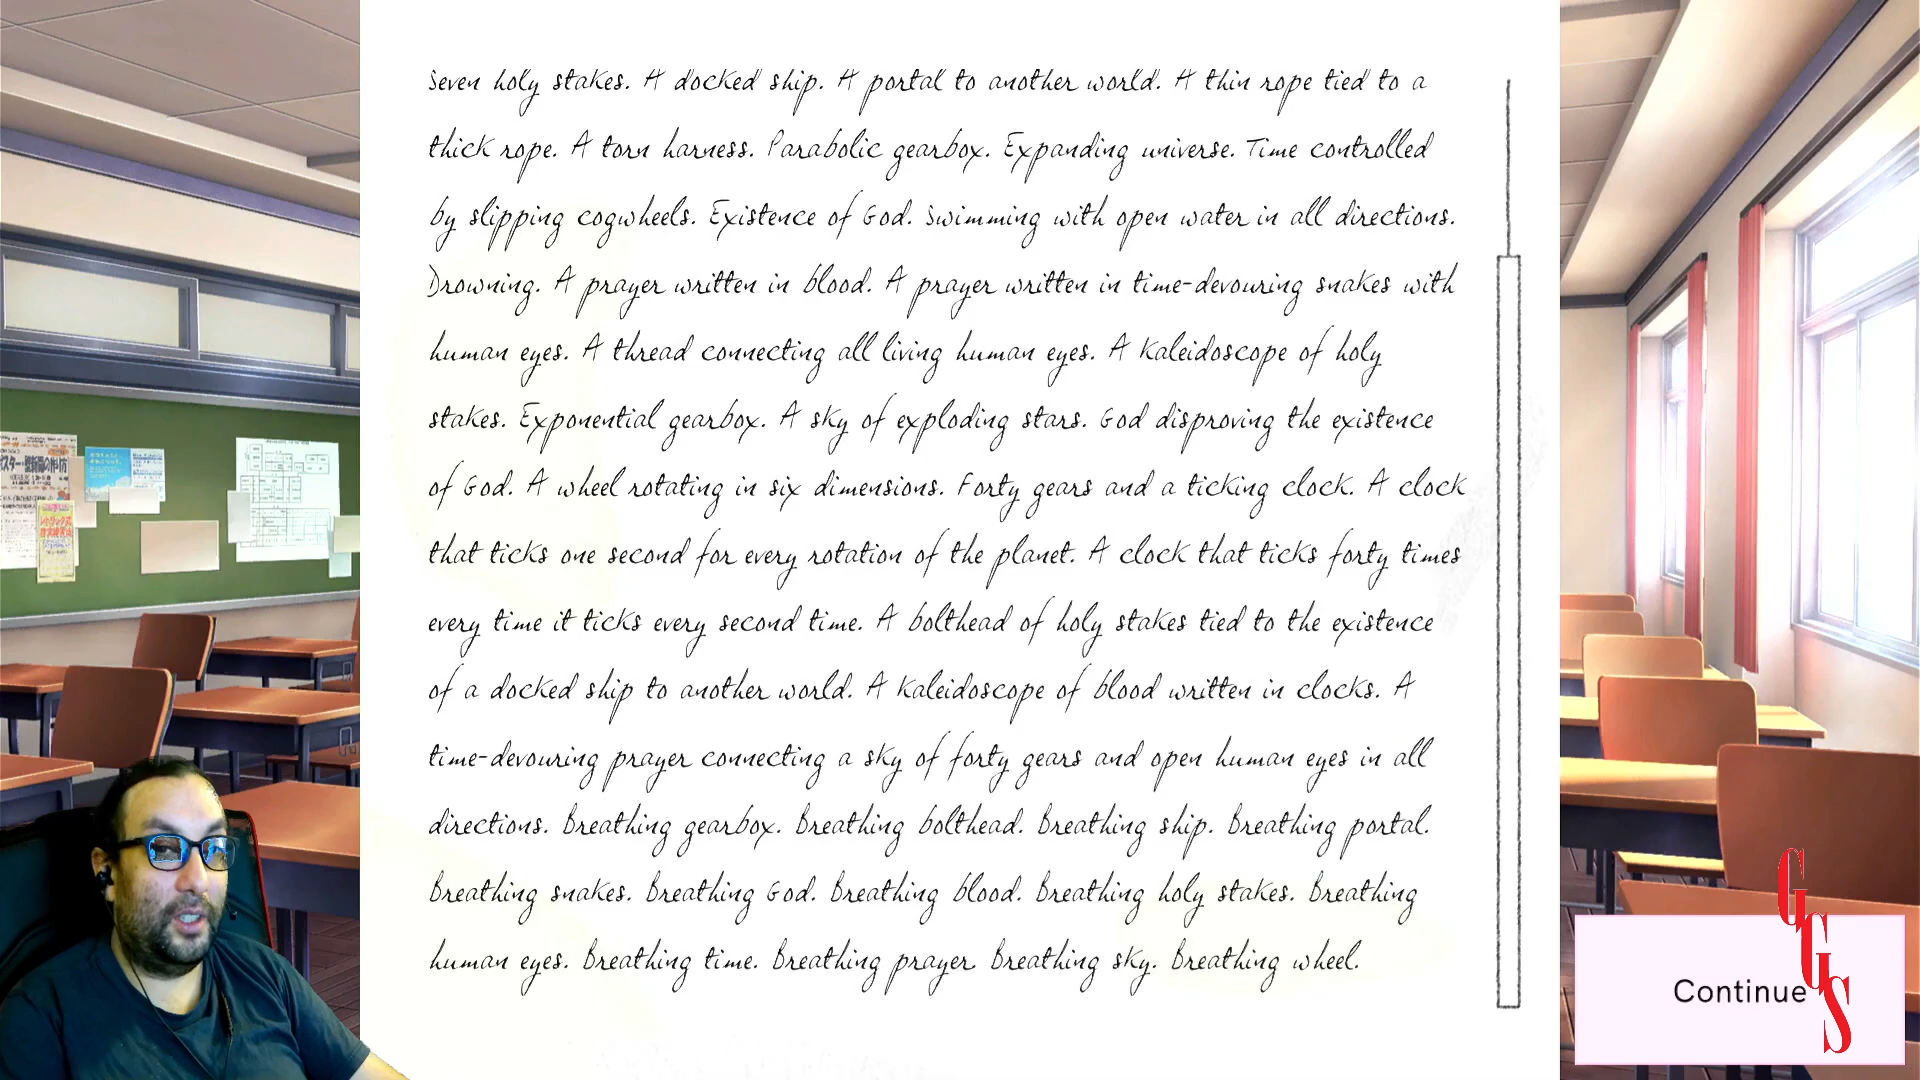 Seven holy stakes. A docked ship. A portal to another world. A thin rope tied to a
thick rope. A torn harness. Parabolic gearbox. Expanding universe. Time controlled
by slipping cogwheels. Existence of God. Swimming with open water in all directions.
Drowning. A prayer written in blood. A prayer written in time-devouring snakes with
human eyes. A thread connecting all living human eyes. A kaleidoscope of holy
stakes. Exponential gearbox. A sky of exploding stars. God disproving the existence
of God. A wheel rotating in six dimensions. Forty gears and a ticking clock. A clock
that ticks one second for every rotation of the planet. A clock that ticks forty times
every time it ticks every second time. A bolthead of holy stakes tied to the existence
of a docked ship to another world. A kaleidoscope of blood written in clocks. A
time-devouring prayer connecting a sky of forty gears and open human eyes in all
directions. Breathing gearbox. Breathing bolthead. Breathing ship. Breathing portal.
Breathing snakes. Breathing God. Breathing blood. Breathing holy stakes. Breathing
human eyes. Breathing time. Breathing prayer. Breathing sky. Breathing wheel.
Continue
GGS